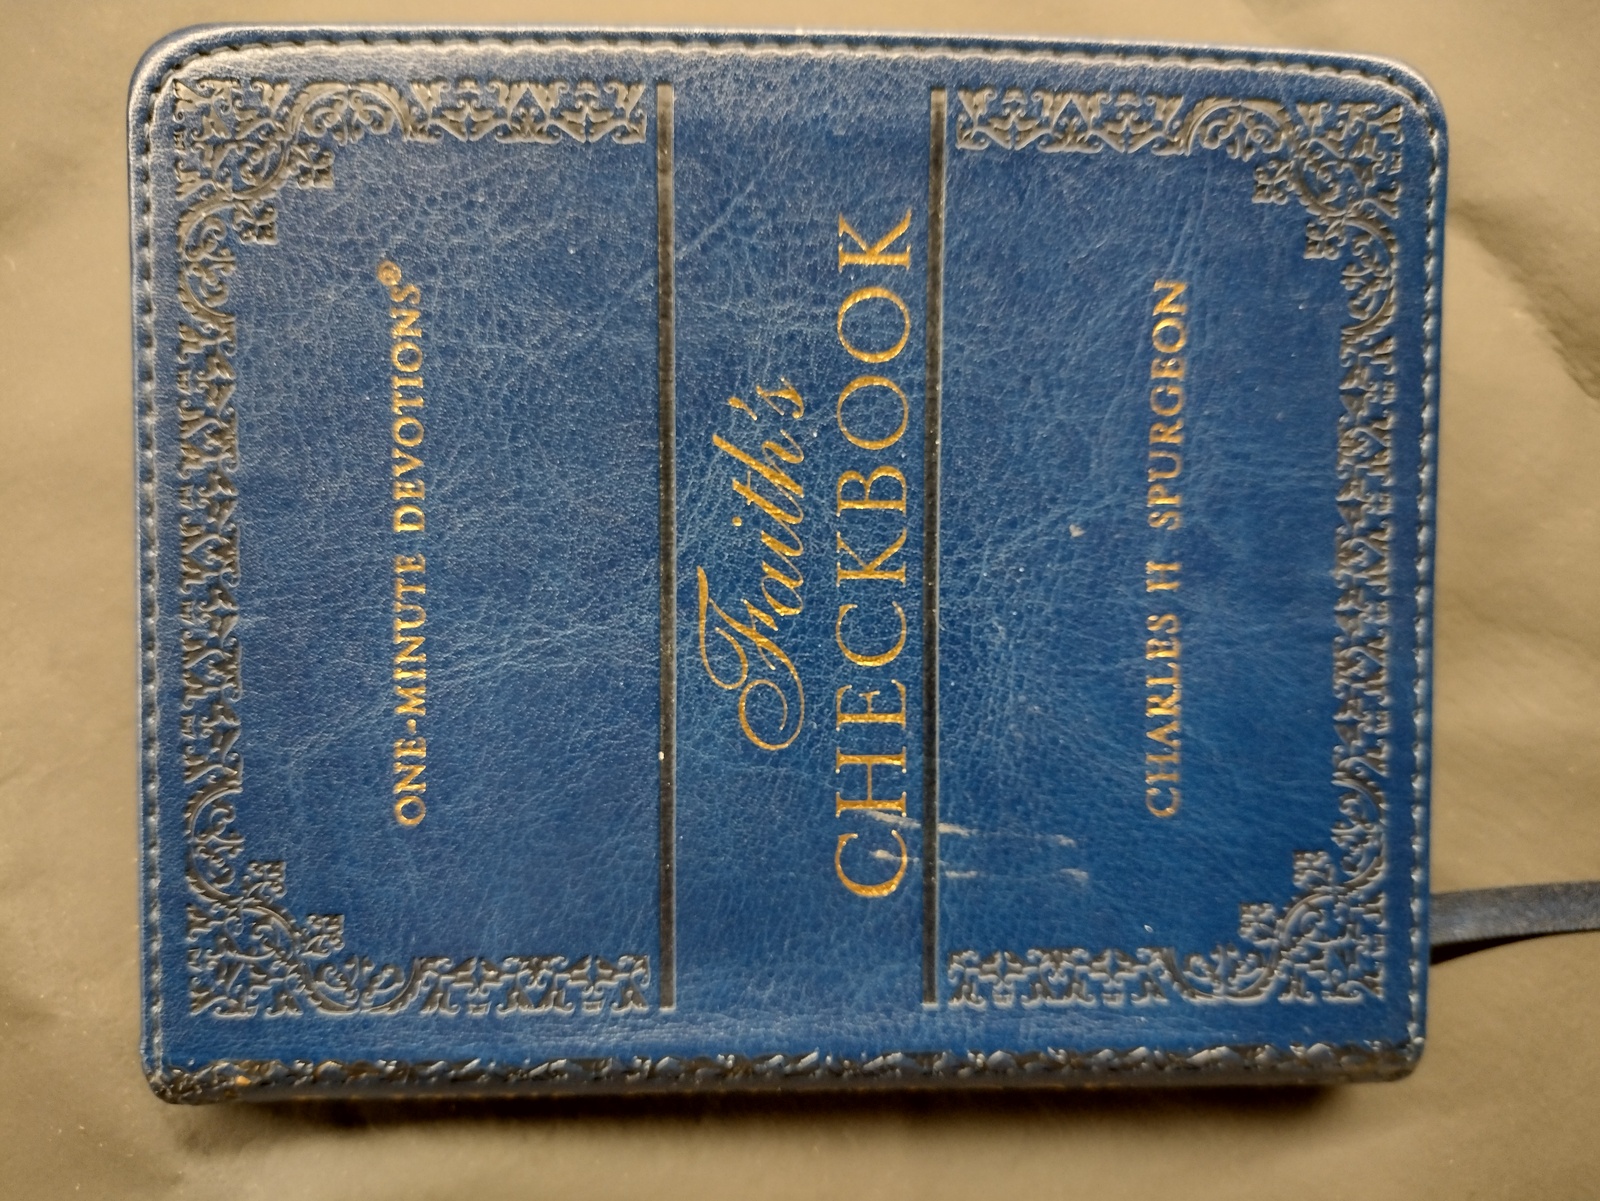 ONE-MINUTE DEVOTIONS®
Faith's
CHECKBOOK
CHARLES H SPURGEON